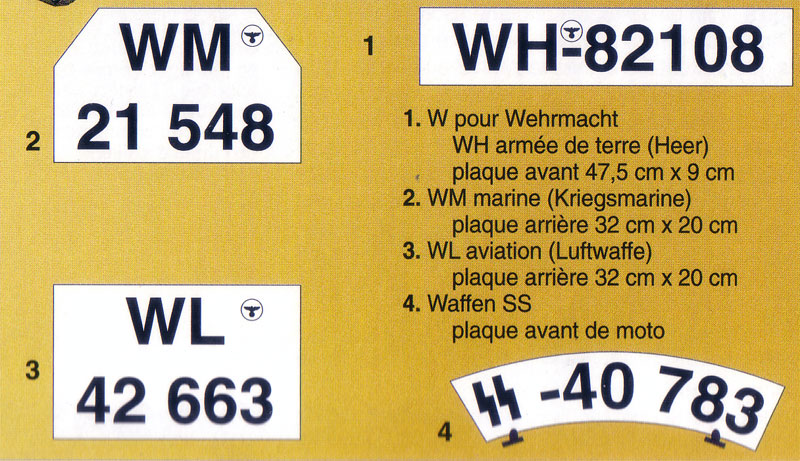 WM
21 548
2
1
WH-82108
1. W pour Wehrmacht
WH armée de terre (Heer)
plaque avant 47,5 cm x 9 cm
2. WM marine (Kriegsmarine)
plaque arrière 32 cm x 20 cm
3. WL aviation (Luftwaffe)
plaque arrière 32 cm x 20 cm
4. Waffen SS
plaque avant de moto
WL
42 663
3
SS -40 783
4